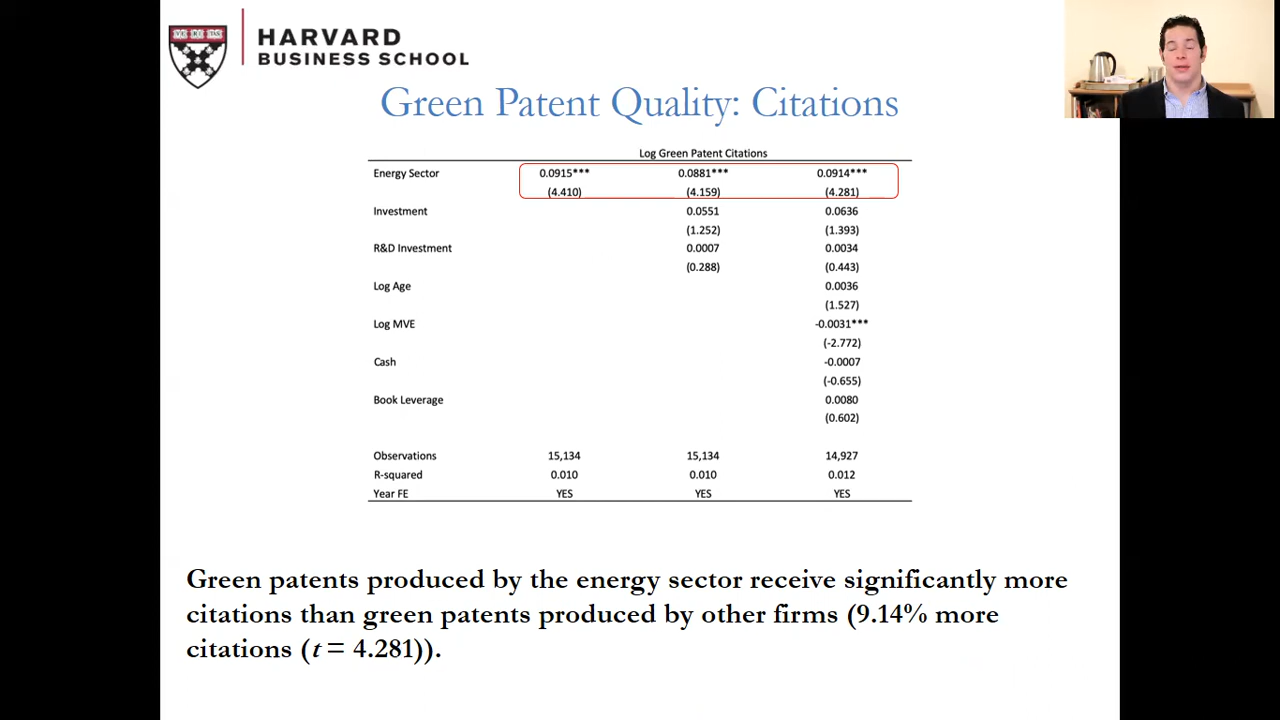 HARVARD
BUSINESS SCHOOL
Green Patent Quality: Citations
Log Green Patent Citations
Energy Sector 0.0915*** 0.0881*** 0.0914***
(4.410) (4.159) (4.281)
Investment 0.0551 0.0636
(1.252) (1.393)
R&D Investment 0.0007 0.0034
(0.288) (0.443)
Log Age 0.0036
(1.527)
Log MVE -0.0031***
(-2.772)
Cash -0.0007
(-0.655)
Book Leverage 0.0080
(0.602)
Observations 15,134 15,134 14,927
R-squared 0.010 0.010 0.012
Year FE YES YES YES
Green patents produced by the energy sector receive significantly more
citations than green patents produced by other firms (9.14% more
citations (t = 4.281)).